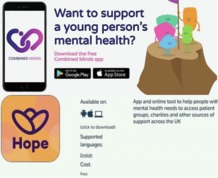 Want to support
a young person's
mental health?
Download the free
Combined Minds app
COMBINED MINDS
GET IT ON
Google Play
Download on the
App Store
Hope
Available on:
(click to download!)
Supported
languages:
English
Cost:
free
App and online tool to help people with
mental health needs to access support
patient groups, charities and other sources of
support across the UK